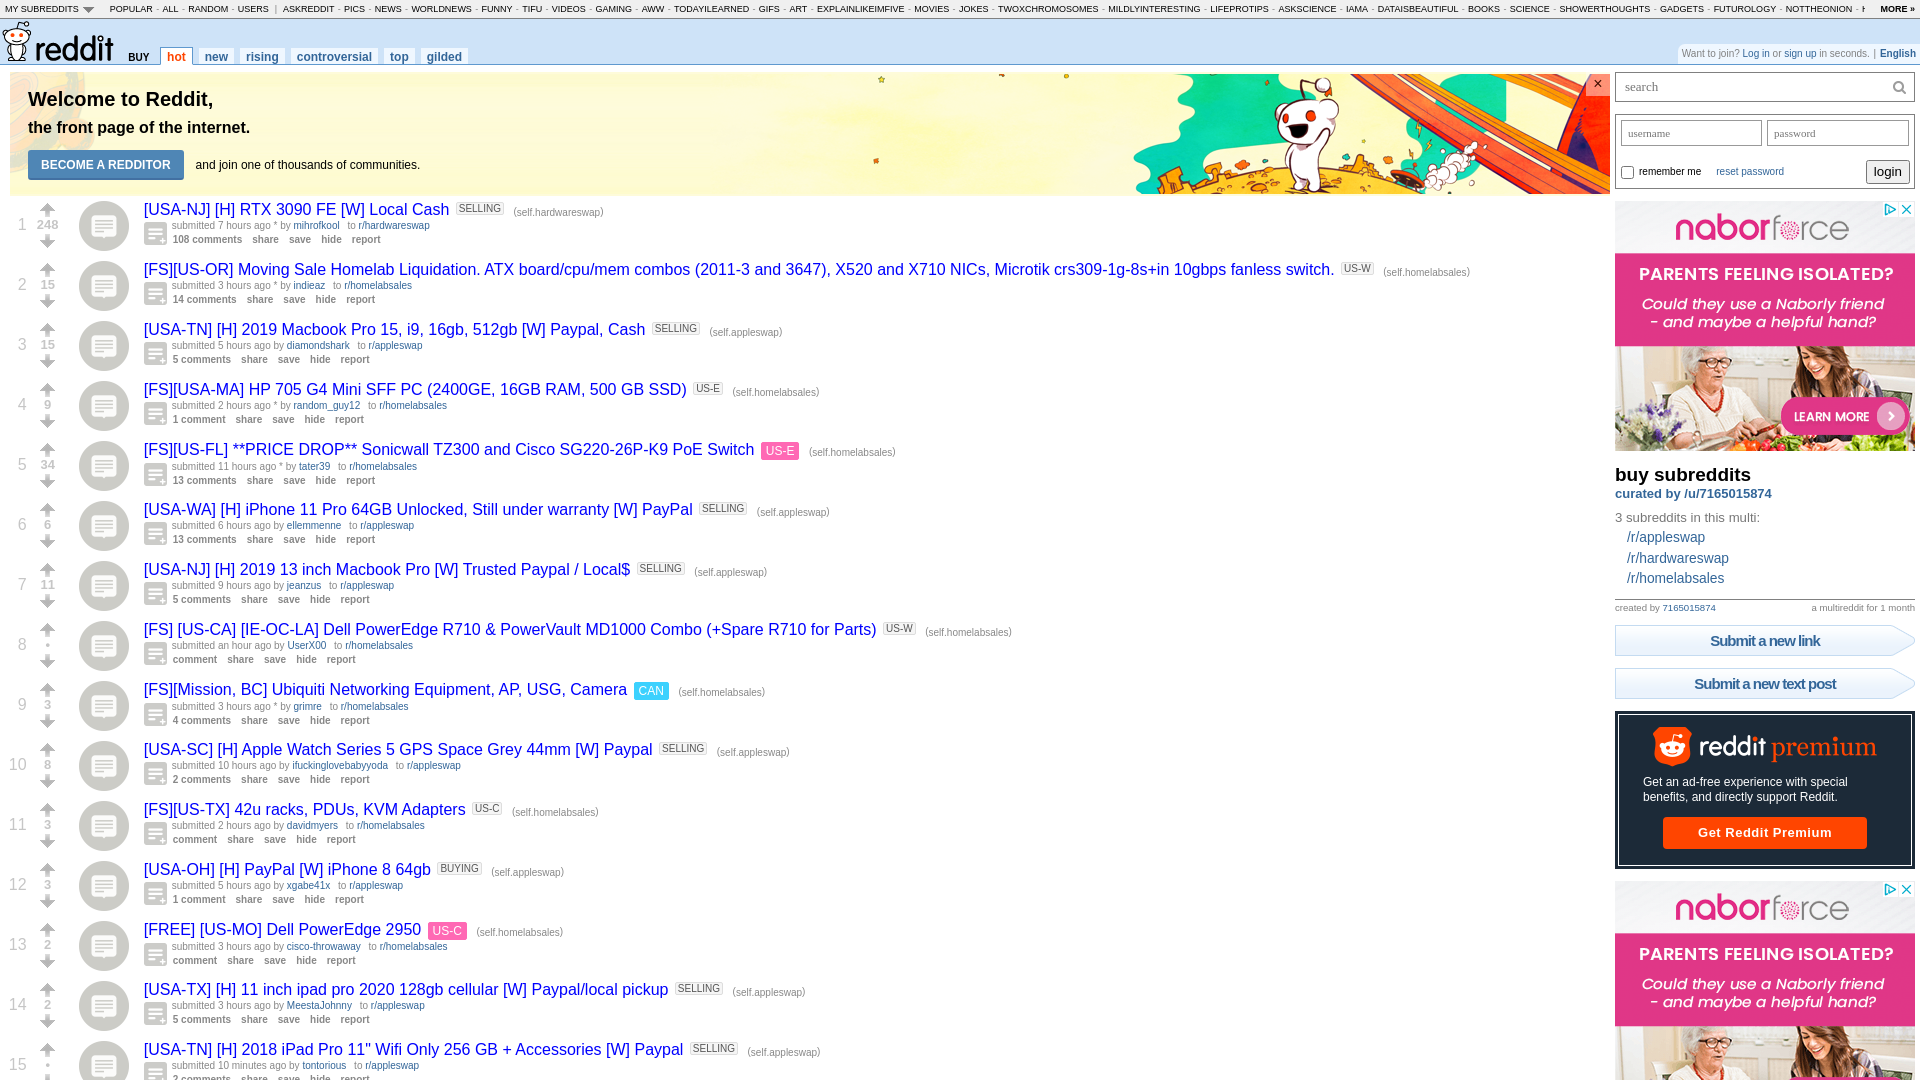 MY SUBREDDITS POPULAR - ALL - RANDOM - USERS | ASKREDDIT - PICS - NEWS - WORLDNEWS - FUNNY - TIFU - VIDEOS - GAMING - AWW - TODAYILEARNED - GIFS - ART - EXPLAINLIKEIMFIVE - MOVIES - JOKES - TWOXCHROMOSOMES - MILDLYINTERESTING - LIFEPROTIPS - ASKSCIENCE - IAMA - DATAISBEAUTIFUL - BOOKS - SCIENCE - SHOWERTHOUGHTS - GADGETS - FUTUROLOGY - NOTTHEONION - MORE »
reddit BUY hot new rising controversial top gilded
Want to join? Log in or sign up in seconds. | English
Welcome to Reddit,
the front page of the internet.
BECOME A REDDITOR and join one of thousands of communities.
×
1
248
[USA-NJ] [H] RTX 3090 FE [W] Local Cash SELLING (self.hardwareswap)
submitted 7 hours ago * by mihrofkool to r/hardwareswap
108 comments share save hide report
2
15
[FS][US-OR] Moving Sale Homelab Liquidation. ATX board/cpu/mem combos (2011-3 and 3647), X520 and X710 NICs, Microtik crs309-1g-8s+in 10gbps fanless switch. US-W (self.homelabsales)
submitted 3 hours ago * by indieaz to r/homelabsales
14 comments share save hide report
3
15
[USA-TN] [H] 2019 Macbook Pro 15, i9, 16gb, 512gb [W] Paypal, Cash SELLING (self.appleswap)
submitted 5 hours ago by diamondshark to r/appleswap
5 comments share save hide report
4
9
[FS][USA-MA] HP 705 G4 Mini SFF PC (2400GE, 16GB RAM, 500 GB SSD) US-E (self.homelabsales)
submitted 2 hours ago * by random_guy12 to r/homelabsales
1 comment share save hide report
5
34
[FS][US-FL] **PRICE DROP** Sonicwall TZ300 and Cisco SG220-26P-K9 PoE Switch US-E (self.homelabsales)
submitted 11 hours ago * by tater39 to r/homelabsales
13 comments share save hide report
6
6
[USA-WA] [H] iPhone 11 Pro 64GB Unlocked, Still under warranty [W] PayPal SELLING (self.appleswap)
submitted 6 hours ago by ellemmenne to r/appleswap
13 comments share save hide report
7
11
[USA-NJ] [H] 2019 13 inch Macbook Pro [W] Trusted Paypal / Local$ SELLING (self.appleswap)
submitted 9 hours ago by jeanzus to r/appleswap
5 comments share save hide report
8
•
[FS] [US-CA] [IE-OC-LA] Dell PowerEdge R710 & PowerVault MD1000 Combo (+Spare R710 for Parts) US-W (self.homelabsales)
submitted an hour ago by UserX00 to r/homelabsales
comment share save hide report
9
3
[FS][Mission, BC] Ubiquiti Networking Equipment, AP, USG, Camera CAN (self.homelabsales)
submitted 3 hours ago * by grimre to r/homelabsales
4 comments share save hide report
10
8
[USA-SC] [H] Apple Watch Series 5 GPS Space Grey 44mm [W] Paypal SELLING (self.appleswap)
submitted 10 hours ago by ifuckinglovebabyyoda to r/appleswap
2 comments share save hide report
11
3
[FS][US-TX] 42u racks, PDUs, KVM Adapters US-C (self.homelabsales)
submitted 2 hours ago by davidmyers to r/homelabsales
comment share save hide report
12
3
[USA-OH] [H] PayPal [W] iPhone 8 64gb BUYING (self.appleswap)
submitted 5 hours ago by xgabe41x to r/appleswap
1 comment share save hide report
13
2
[FREE] [US-MO] Dell PowerEdge 2950 US-C (self.homelabsales)
submitted 3 hours ago by cisco-throwaway to r/homelabsales
comment share save hide report
14
2
[USA-TX] [H] 11 inch ipad pro 2020 128gb cellular [W] Paypal/local pickup SELLING (self.appleswap)
submitted 3 hours ago by MeestaJohnny to r/appleswap
5 comments share save hide report
15
•
[USA-TN] [H] 2018 iPad Pro 11" Wifi Only 256 GB + Accessories [W] Paypal SELLING (self.appleswap)
submitted 10 minutes ago by tontorious to r/appleswap
2 comments share save hide report
search
username password
remember me reset password login
naborforce
PARENTS FEELING ISOLATED?
Could they use a Naborly friend
- and maybe a helpful hand?
LEARN MORE
buy subreddits
curated by /u/7165015874
3 subreddits in this multi:
/r/appleswap
/r/hardwareswap
/r/homelabsales
created by 7165015874 a multireddit for 1 month
Submit a new link
Submit a new text post
reddit premium
Get an ad-free experience with special
benefits, and directly support Reddit.
Get Reddit Premium
naborforce
PARENTS FEELING ISOLATED?
Could they use a Naborly friend
- and maybe a helpful hand?